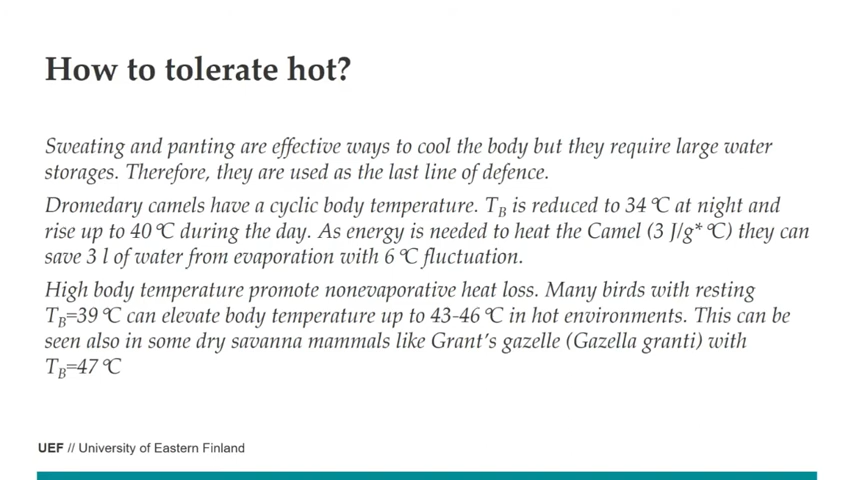 How to tolerate hot?
Sweating and panting are effective ways to cool the body but they require large water
storages. Therefore, they are used as the last line of defence.
Dromedary camels have a cyclic body temperature. TB is reduced to 34 ℃ at night and
rise up to 40 ℃ during the day. As energy is needed to heat the Camel (3 J/g* ℃) they can
save 3 l of water from evaporation with 6 ℃ fluctuation.
High body temperature promote nonevaporative heat loss. Many birds with resting
TB=39 ℃ can elevate body temperature up to 43-46 ℃ in hot environments. This can be
seen also in some dry savanna mammals like Grant's gazelle (Gazella granti) with
TB=47 ℃
UEF // University of Eastern Finland